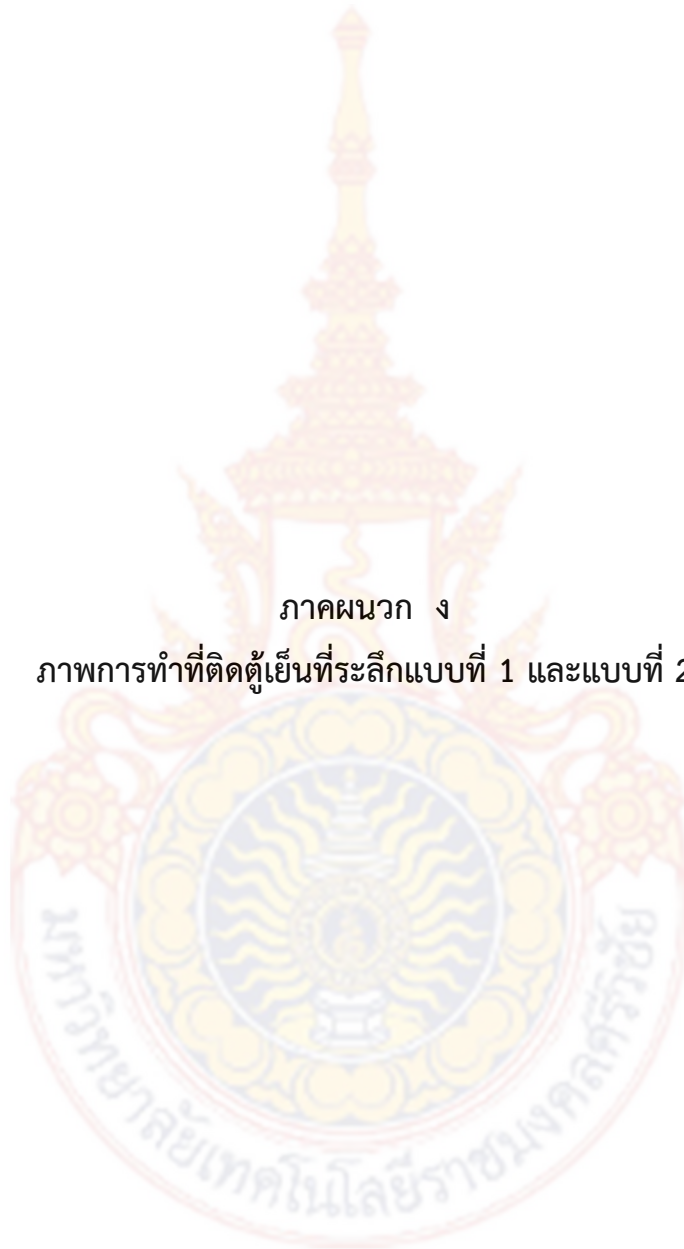 ภาคผนวก ง
ภาพการทำที่ติดตู้เย็นที่ระลึกแบบที่ 1 และแบบที่ 2
มหาวิทยาลัยเทคโนโลยีราชมงคลศรีวิชัย